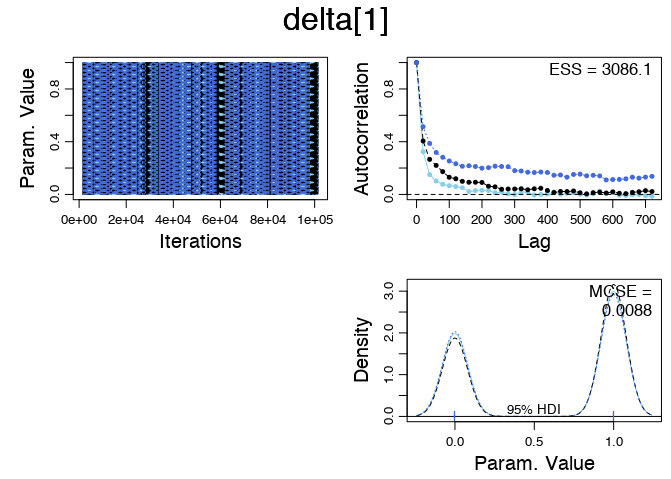 delta[1]
Param. Value
0.0 0.4 0.8
0e+00 2e+04 4e+04 6e+04 8e+04 1e+05
Iterations
Autocorrelation
0.0 0.4 0.8
ESS = 3086.1
0 100 200 300 400 500 600 700
Lag
Density
0.0 1.0 2.0 3.0
MCSE =
0.0088
95% HDI
0.0 0.5 1.0
Param. Value